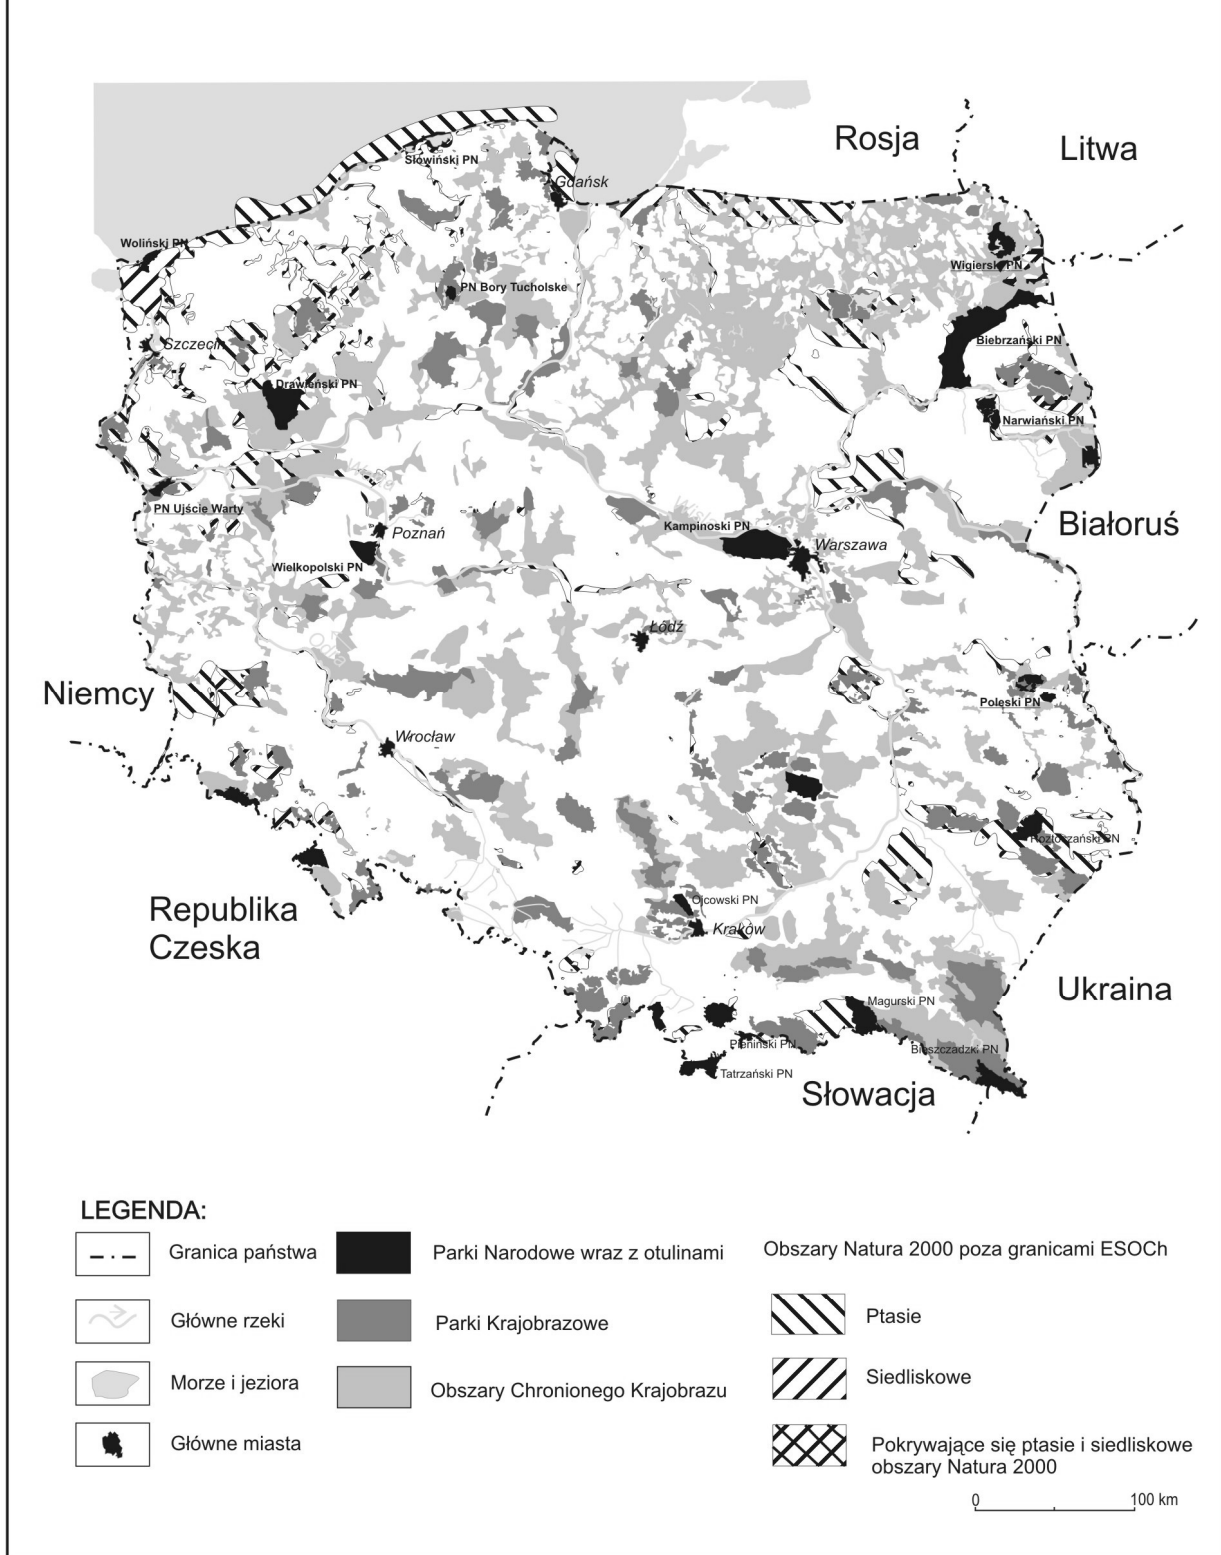 Rosja
Litwa
Słowiński PN
Gdańsk
Woliński PN
Wigierski PN
PN Bory Tucholske
Szczecin
Biebrzański PN
Drawieński PN
Narwiański PN
Warta
PN Ujście Warty
Wisła
Kampinoski PN
Białoruś
Poznań
Warszawa
Wielkopolski PN
Łódź
Odra
Niemcy
Poleski PN
Wrocław
Roztoczański PN
Republika
Czeska
Ojcowski PN
Kraków
Ukraina
Magurski PN
Pieniński PN
Bieszczadzki PN
Tatrzański PN
Słowacja
LEGENDA:
Granica państwa
Parki Narodowe wraz z otulinami
Obszary Natura 2000 poza granicami ESOCh
Główne rzeki
Parki Krajobrazowe
Ptasie
Morze i jeziora
Obszary Chronionego Krajobrazu
Siedliskowe
Główne miasta
Pokrywające się ptasie i siedliskowe
obszary Natura 2000
0 100 km